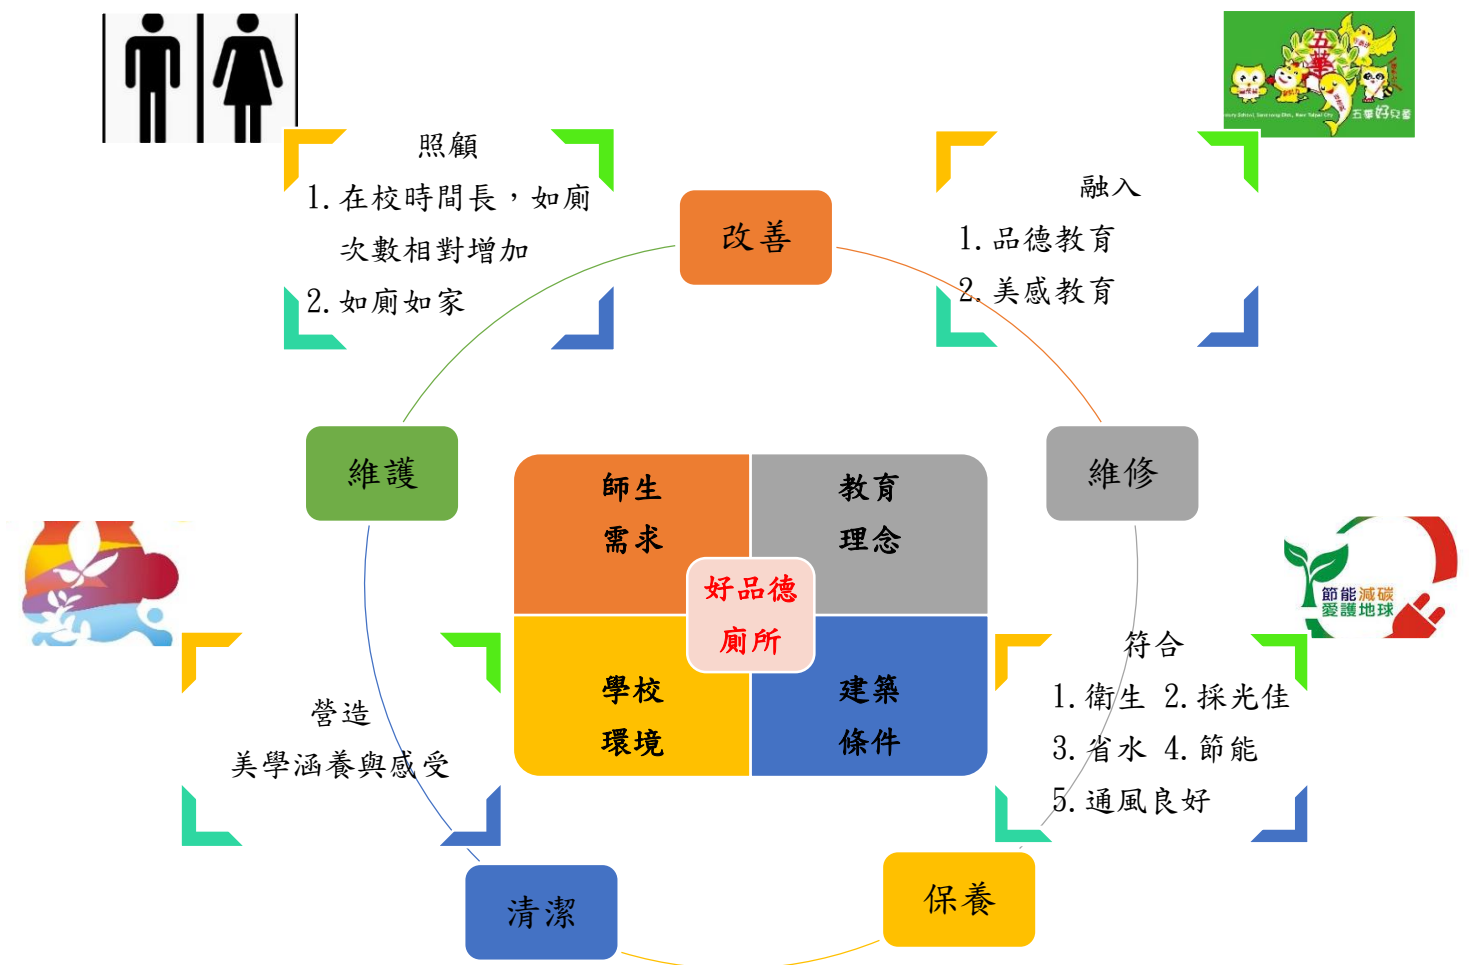 照顧
1.在校時間長，如廁
次數相對增加
2.如廁如家
五華
五華好兒童
融入
1.品德教育
2.美感教育
改善
維護
維修
師生
需求
教育
理念
好品德
廁所
學校
環境
建築
條件
節能減碳
愛護地球
營造
美學涵養與感受
符合
1.衛生 2.採光佳
3.省水 4.節能
5.通風良好
清潔
保養